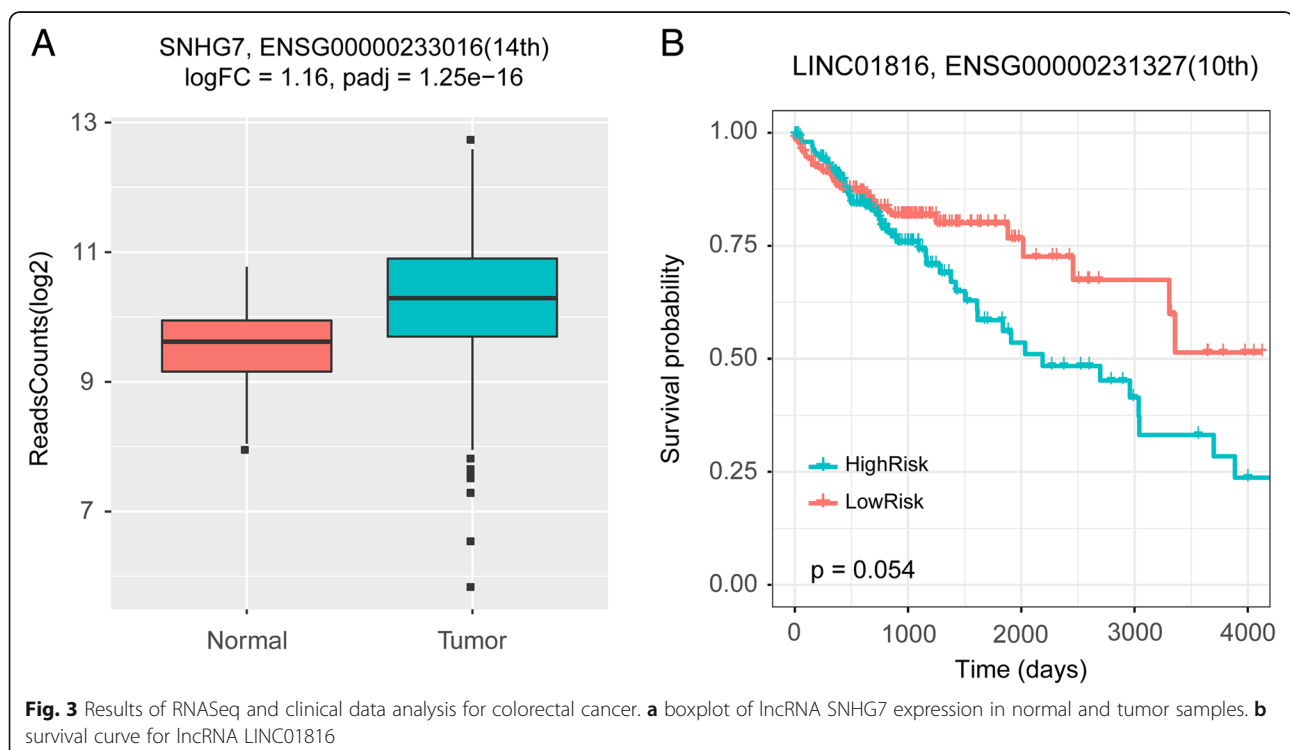 A
SNHG7, ENSG00000233016(14th)
logFC = 1.16, padj = 1.25e−16
ReadsCounts(log2)
13
11
9
7
Normal
Tumor
B
LINC01816, ENSG00000231327(10th)
Survival probability
1.00
0.75
0.50
0.25
0.00
HighRisk
LowRisk
p = 0.054
0 1000 2000 3000 4000
Time (days)
Fig. 3 Results of RNASeq and clinical data analysis for colorectal cancer. a boxplot of lncRNA SNHG7 expression in normal and tumor samples. b
survival curve for lncRNA LINC01816